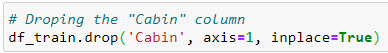 # Droping the "Cabin" column
df_train.drop('Cabin', axis=1, inplace=True)